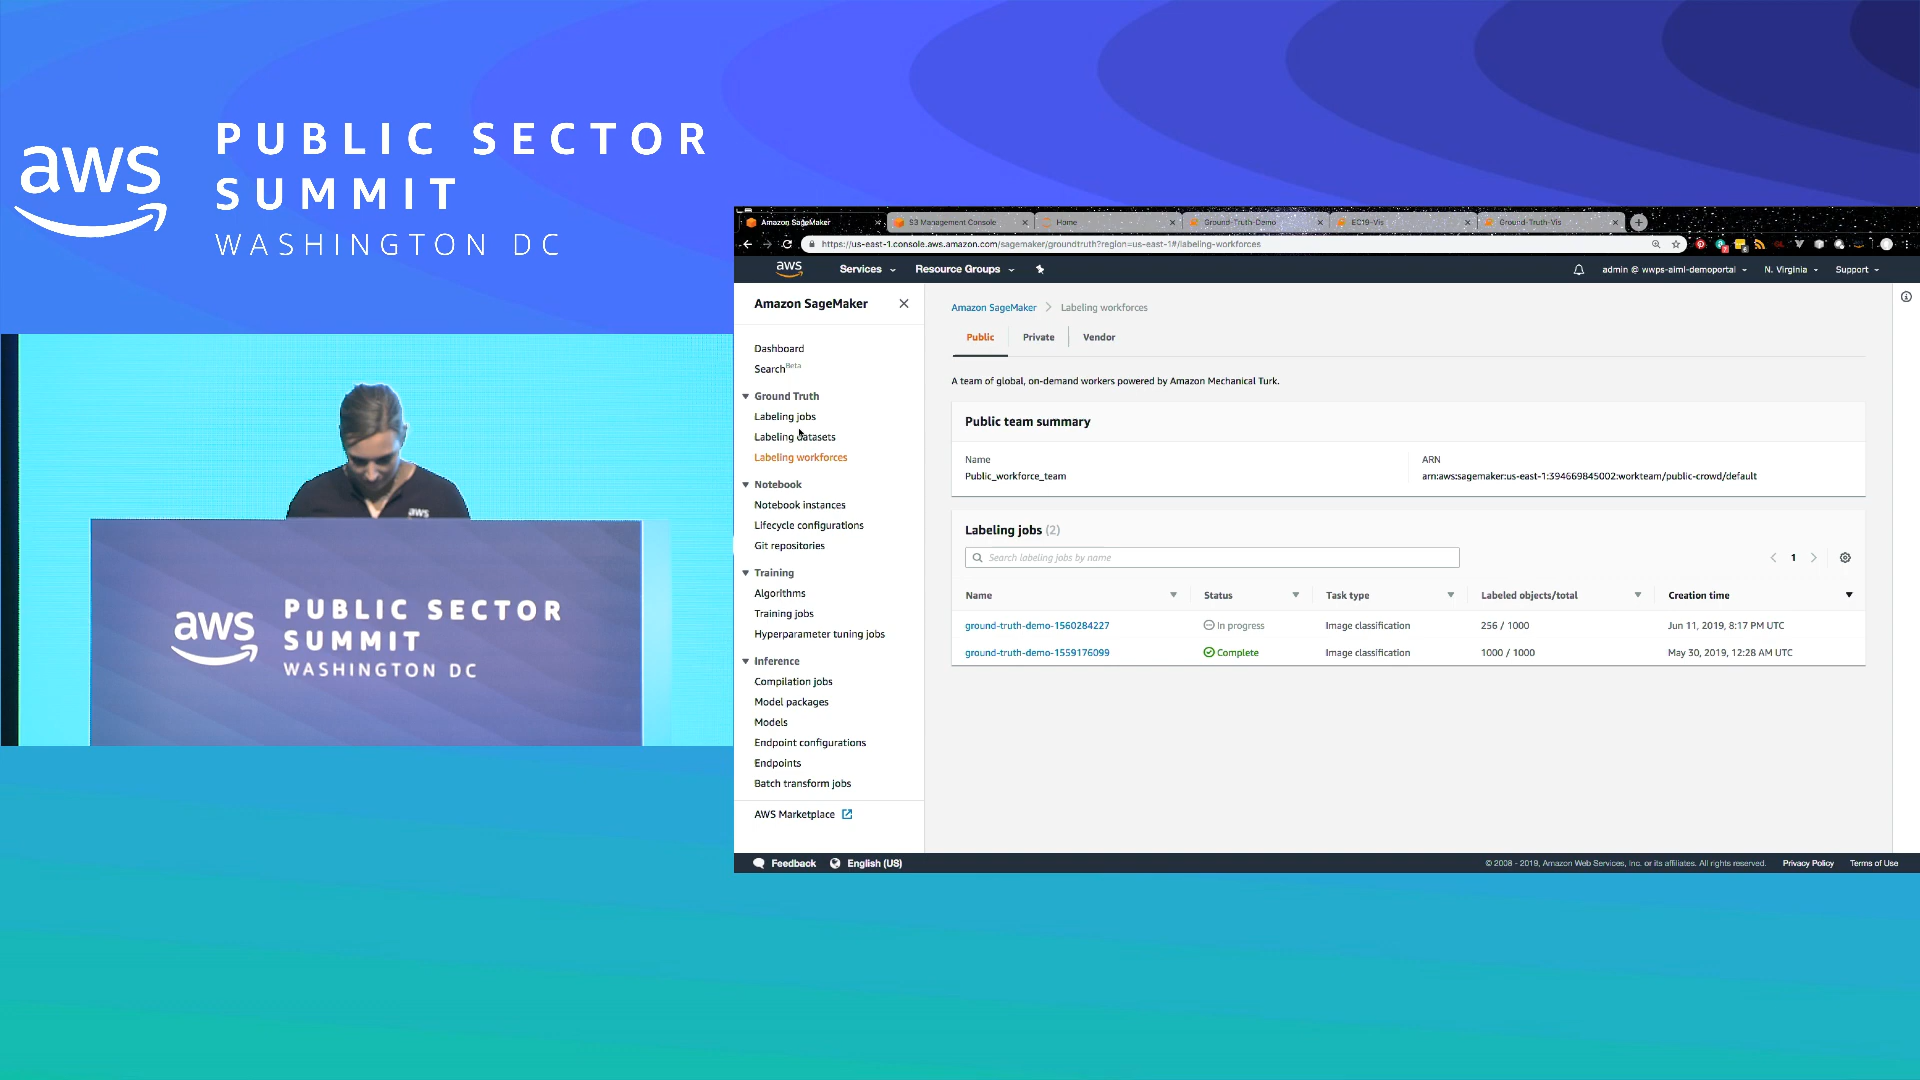 aws
PUBLIC SECTOR
SUMMIT
WASHINGTON DC
aws
aws
PUBLIC SECTOR
SUMMIT
WASHINGTON DC
Amazon SageMaker
S3 Management Console
Home
Ground-Truth-Demo
EC19-Vis
Ground-Truth-Vis
https://us-east-1.console.aws.amazon.com/sagemaker/groundtruth?region=us-east-1#/labeling-workforces
aws
Services
Resource Groups
admin @ wwps-aiml-demoportal
N. Virginia
Support
Amazon SageMaker
Dashboard
Search Beta
Ground Truth
Labeling jobs
Labeling datasets
Labeling workforces
Notebook
Notebook instances
Lifecycle configurations
Git repositories
Training
Algorithms
Training jobs
Hyperparameter tuning jobs
Inference
Compilation jobs
Model packages
Models
Endpoint configurations
Endpoints
Batch transform jobs
AWS Marketplace
Amazon SageMaker > Labeling workforces
Public Private Vendor
A team of global, on-demand workers powered by Amazon Mechanical Turk.
Public team summary
Name
Public_workforce_team
ARN
arn:aws:sagemaker:us-east-1:394669845002:workteam/public-crowd/default
Labeling jobs (2)
Search labeling jobs by name
1
Name Status Task type Labeled objects/total Creation time
ground-truth-demo-1560284227 In progress Image classification 256 / 1000 Jun 11, 2019, 8:17 PM UTC
ground-truth-demo-1559176099 Complete Image classification 1000 / 1000 May 30, 2019, 12:28 AM UTC
Feedback
English (US)
© 2008 - 2019, Amazon Web Services, Inc. or its affiliates. All rights reserved.
Privacy Policy
Terms of Use